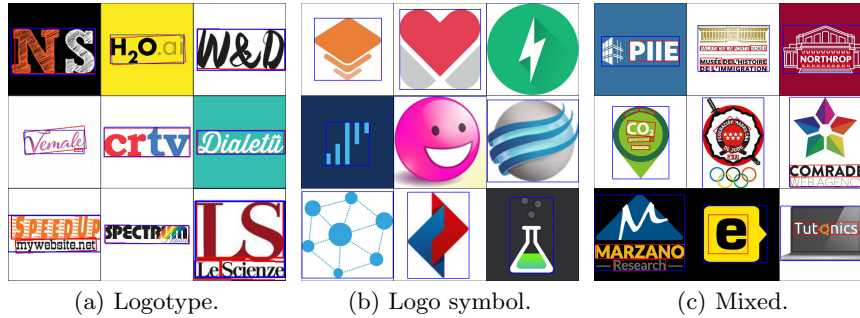 NS
H₂O.ai
W&D
Vemale
crtv
Dialetü
SPEEDUP
mywebsite.net
SPECTRUM
LS
Le Scienze
PIIE
MUSÉE DE L'HISTOIRE
DE L'IMMIGRATION
NORTHROP
CO₂
COMRADE
WEB AGENCY
MARZANO
Research
e
Tutonics
(a) Logotype.
(b) Logo symbol.
(c) Mixed.